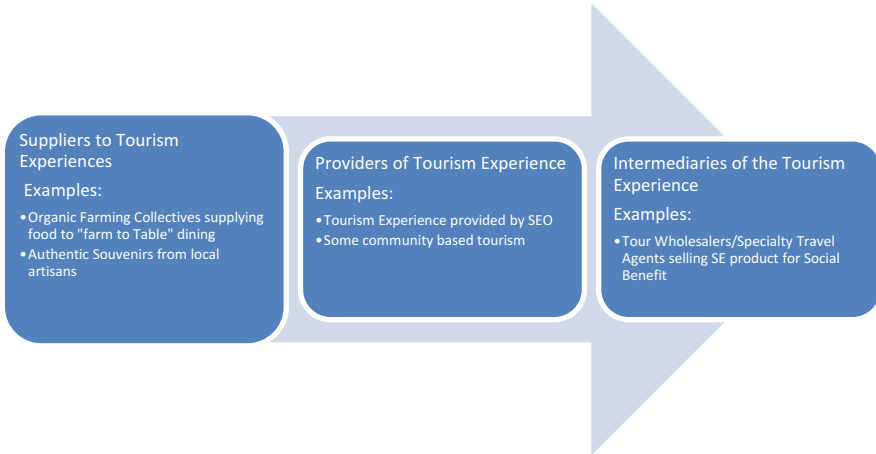 Suppliers to Tourism
Experiences
Examples:
•Organic Farming Collectives supplying
food to "farm to Table" dining
•Authentic Souvenirs from local
artisans
Providers of Tourism Experience
Examples:
•Tourism Experience provided by SEO
•Some community based tourism
Intermediaries of the Tourism
Experience
Examples:
•Tour Wholesalers/Specialty Travel
Agents selling SE product for Social
Benefit